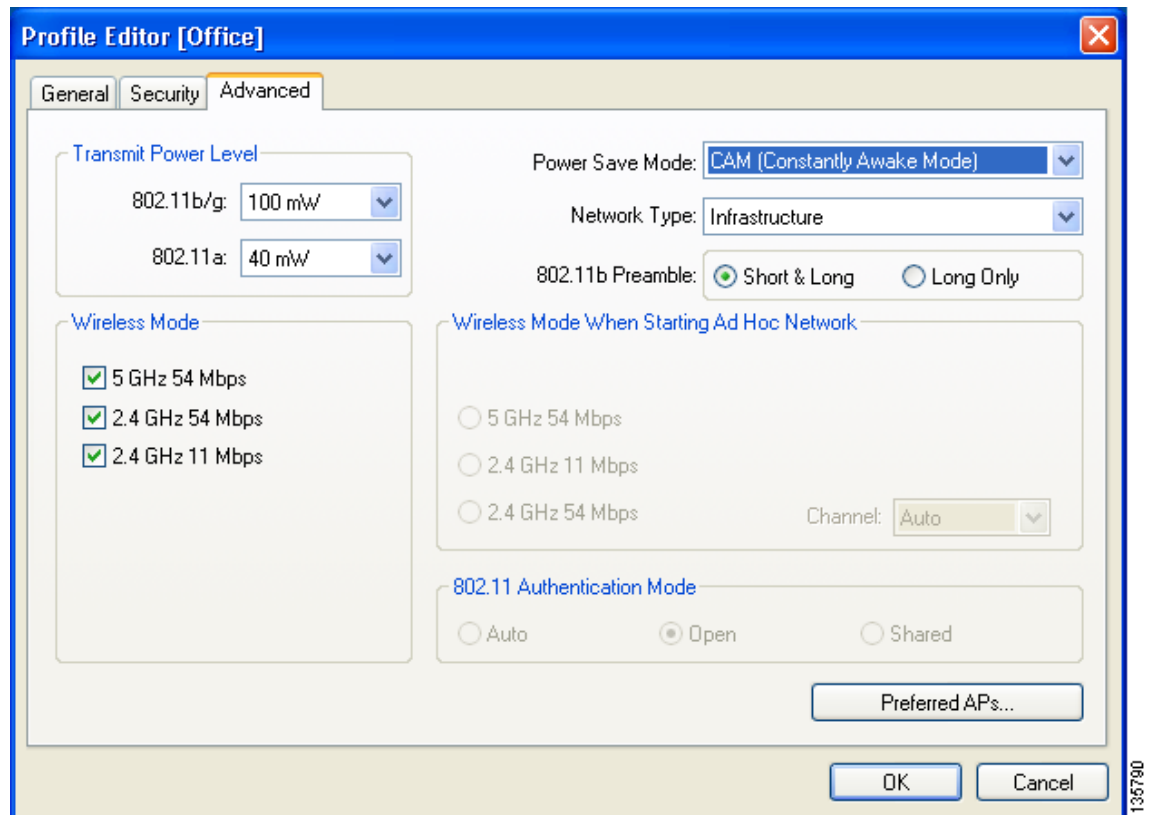 Profile Editor [Office]
General Security Advanced
Transmit Power Level
802.11b/g: 100 mW
802.11a: 40 mW
Power Save Mode: CAM (Constantly Awake Mode)
Network Type: Infrastructure
802.11b Preamble: Short & Long Long Only
Wireless Mode
5 GHz 54 Mbps
2.4 GHz 54 Mbps
2.4 GHz 11 Mbps
Wireless Mode When Starting Ad Hoc Network
5 GHz 54 Mbps
2.4 GHz 11 Mbps
2.4 GHz 54 Mbps
Channel: Auto
802.11 Authentication Mode
Auto Open Shared
Preferred APs...
OK Cancel
135790